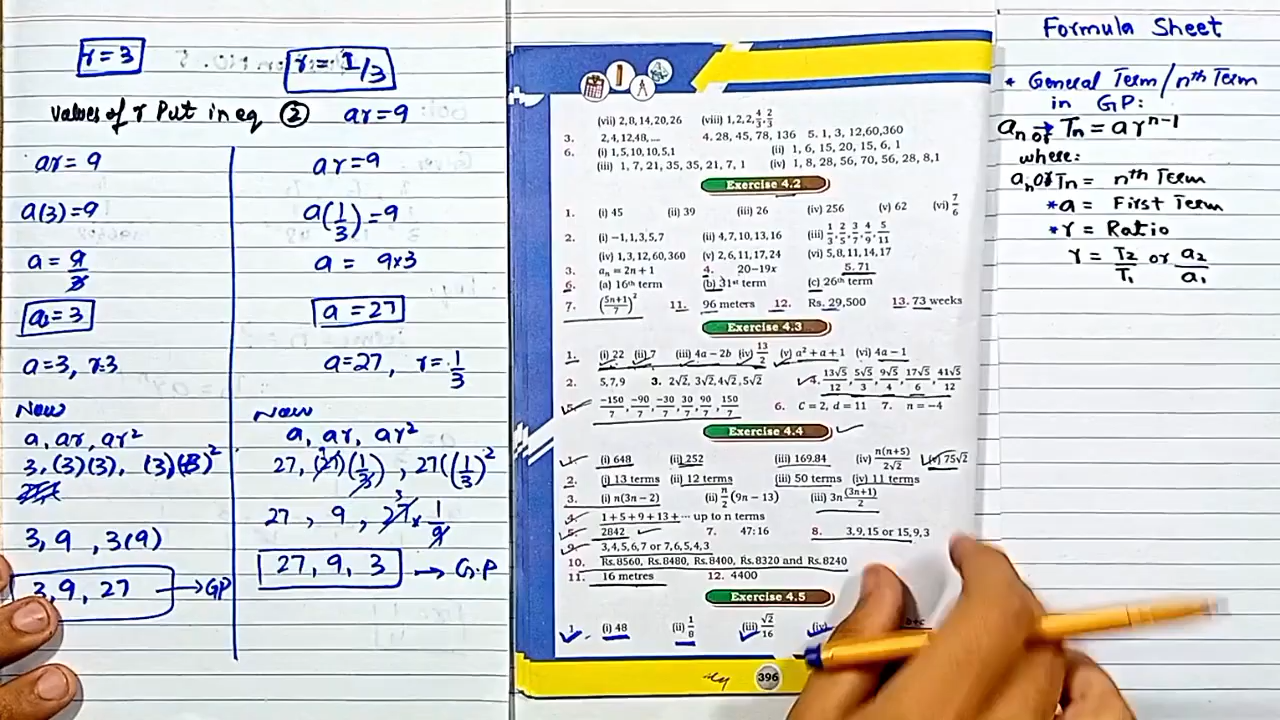 r = 3
r = 1/3
values of r Put in eq ② ar = 9
ar = 9
a(3) = 9
a = 9/3
a = 3
a=3, r=3
Now
a, ar, ar²
3, (3)(3), (3)(3)²
3, 9, 3(9)
3, 9, 27 → GP
ar = 9
a(1/3) = 9
a = 9×3
a = 27
a=27, r=1/3
Now
a, ar, ar²
27, (27)(1/3), 27(1/3)²
27, 9, 27 × 1/9
27, 9, 3 → G.P
(vii) 2,8,14,20,26 (viii) 1,2,2,4/3,2/3
3. 2,4,12,48,... 4. 28,45,78,136 5. 1,3,12,60,360
6. (i) 1,5,10,10,5,1 (ii) 1,6,15,20,15,6,1
(iii) 1,7,21,35,35,21,7,1 (iv) 1,8,28,56,70,56,28,8,1
Exercise 4.2
1. (i) 45 (ii) 39 (iii) 26 (iv) 256 (v) 62 (vi) 7/6
2. (i) -1,1,3,5,7 (ii) 4,7,10,13,16 (iii) 1/3,2/5,3/7,4/9,5/11
(iv) 1,3,12,60,360 (v) 2,6,11,17,24 (vi) 5,8,11,14,17
3. aₙ = 2n + 1 4. 20-19x 5. 71
6. (a) 16th term (b) 31st term (c) 26th term
7. ((5n+1)/7)² 11. 96 meters 12. Rs. 29,500 13. 73 weeks
Exercise 4.3
1. (i) 22 (ii) 7 (iii) 4a - 2b (iv) 13/2 (v) a² + a + 1 (vi) 4a - 1
2. 5,7,9 3. 2√2, 3√2, 4√2, 5√2 4. 13√5/12, 5√5/3, 9√5/4, 17√5/6, 41√5/12
5. -150/7, -90/7, -30/7, 30/7, 90/7, 150/7 6. C = 2, d = 11 7. n = -4
Exercise 4.4
1. (i) 648 (ii) 252 (iii) 169.84 (iv) n(n+5)/2√2 (v) 75√2
2. (i) 13 terms (ii) 12 terms (iii) 50 terms (iv) 11 terms
3. (i) n(3n - 2) (ii) n/2(9n - 13) (iii) 3n(3n+1)/2
4. 1 + 5 + 9 + 13 + ··· up to n terms
5. 2842 7. 47:16 8. 3,9,15 or 15,9,3
9. 3,4,5,6,7 or 7,6,5,4,3
10. Rs.8560, Rs.8480, Rs.8400, Rs.8320 and Rs.8240
11. 16 metres 12. 4400
Exercise 4.5
1. (i) 48 (ii) 1/8 (iii) √2/16 (iv)
396
Formula Sheet
* General Term/nth Term
in GP:
aₙ or Tₙ = arⁿ⁻¹
where:
aₙ or Tₙ = nth Term
*a = First Term
*r = Ratio
r = T₂/T₁ or a₂/a₁